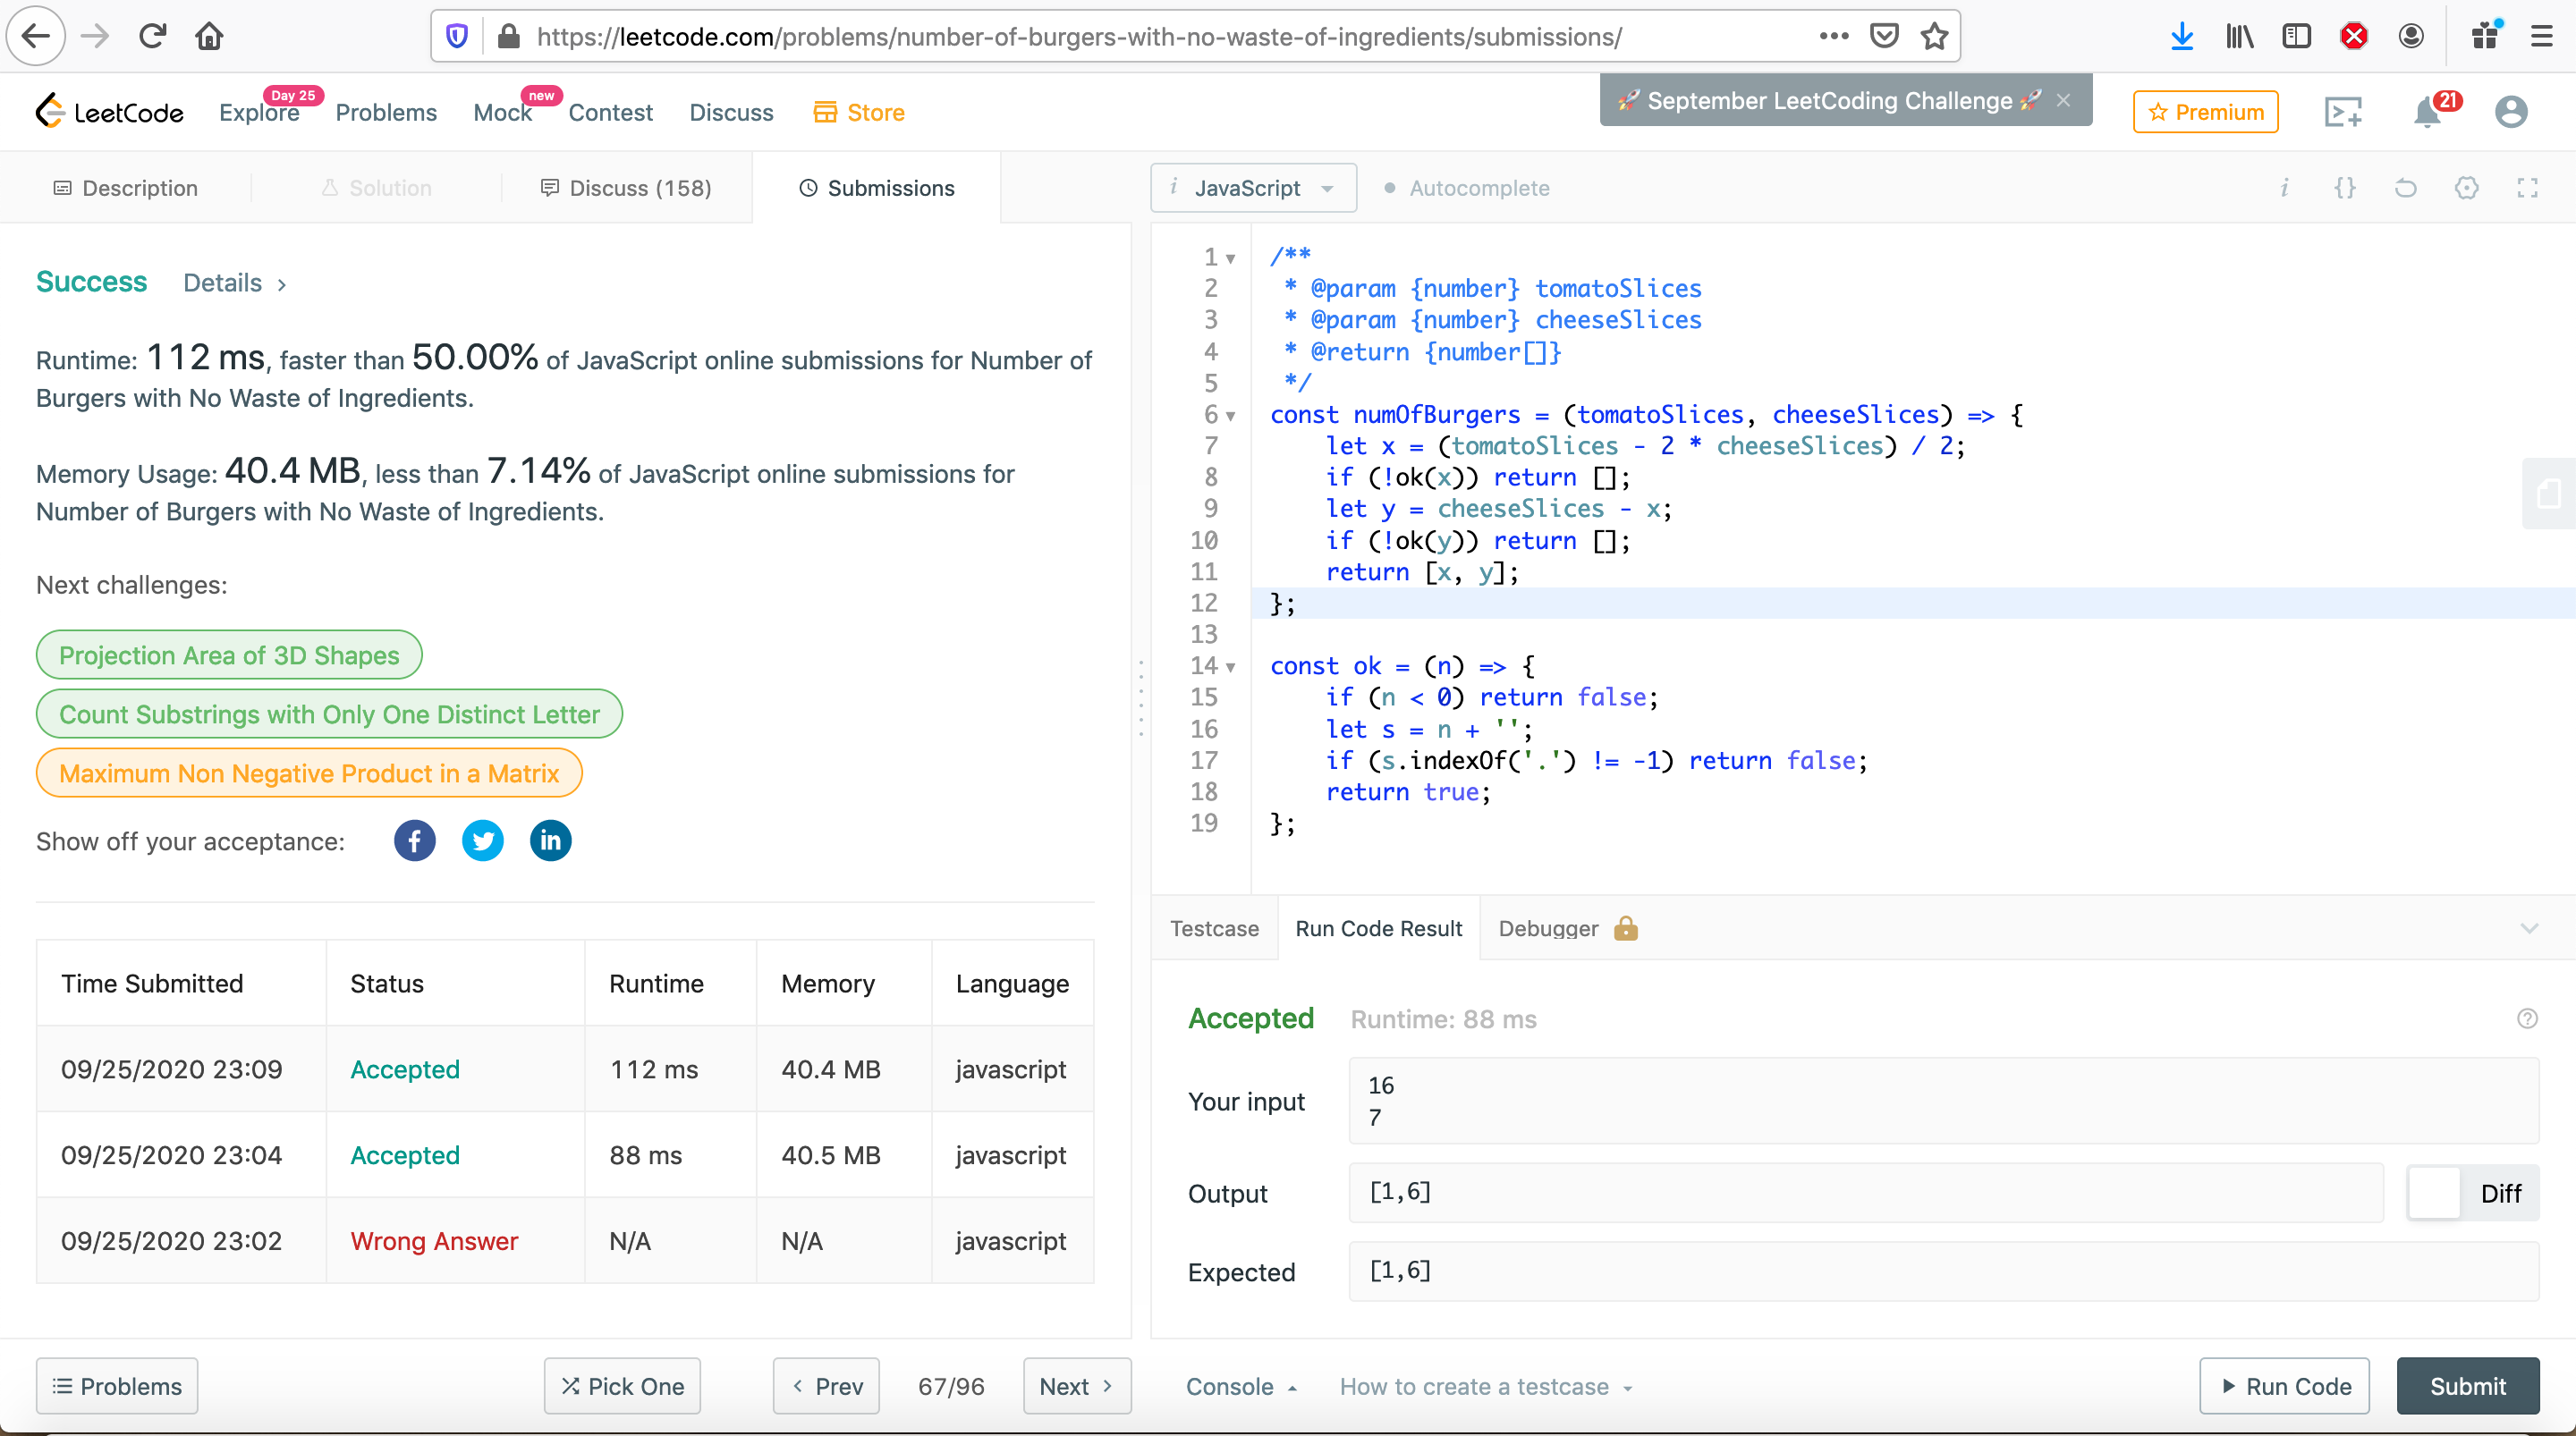 https://leetcode.com/problems/number-of-burgers-with-no-waste-of-ingredients/submissions/
LeetCode
Explore
Day 25
Problems
Mock
new
Contest
Discuss
Store
🚀 September LeetCoding Challenge 🚀
Premium
21
Description
Solution
Discuss (158)
Submissions
i JavaScript
Autocomplete
Success Details
Runtime: 112 ms, faster than 50.00% of JavaScript online submissions for Number of
Burgers with No Waste of Ingredients.
Memory Usage: 40.4 MB, less than 7.14% of JavaScript online submissions for
Number of Burgers with No Waste of Ingredients.
Next challenges:
Projection Area of 3D Shapes
Count Substrings with Only One Distinct Letter
Maximum Non Negative Product in a Matrix
Show off your acceptance:
Time Submitted Status Runtime Memory Language
09/25/2020 23:09 Accepted 112 ms 40.4 MB javascript
09/25/2020 23:04 Accepted 88 ms 40.5 MB javascript
09/25/2020 23:02 Wrong Answer N/A N/A javascript
1 /**
2  * @param {number} tomatoSlices
3  * @param {number} cheeseSlices
4  * @return {number[]}
5  */
6 const numOfBurgers = (tomatoSlices, cheeseSlices) => {
7     let x = (tomatoSlices - 2 * cheeseSlices) / 2;
8     if (!ok(x)) return [];
9     let y = cheeseSlices - x;
10     if (!ok(y)) return [];
11     return [x, y];
12 };
13
14 const ok = (n) => {
15     if (n < 0) return false;
16     let s = n + '';
17     if (s.indexOf('.') != -1) return false;
18     return true;
19 };
Testcase
Run Code Result
Debugger
Accepted Runtime: 88 ms
Your input
16
7
Output
[1,6]
Diff
Expected
[1,6]
Problems
Pick One
Prev
67/96
Next
Console
How to create a testcase
Run Code
Submit